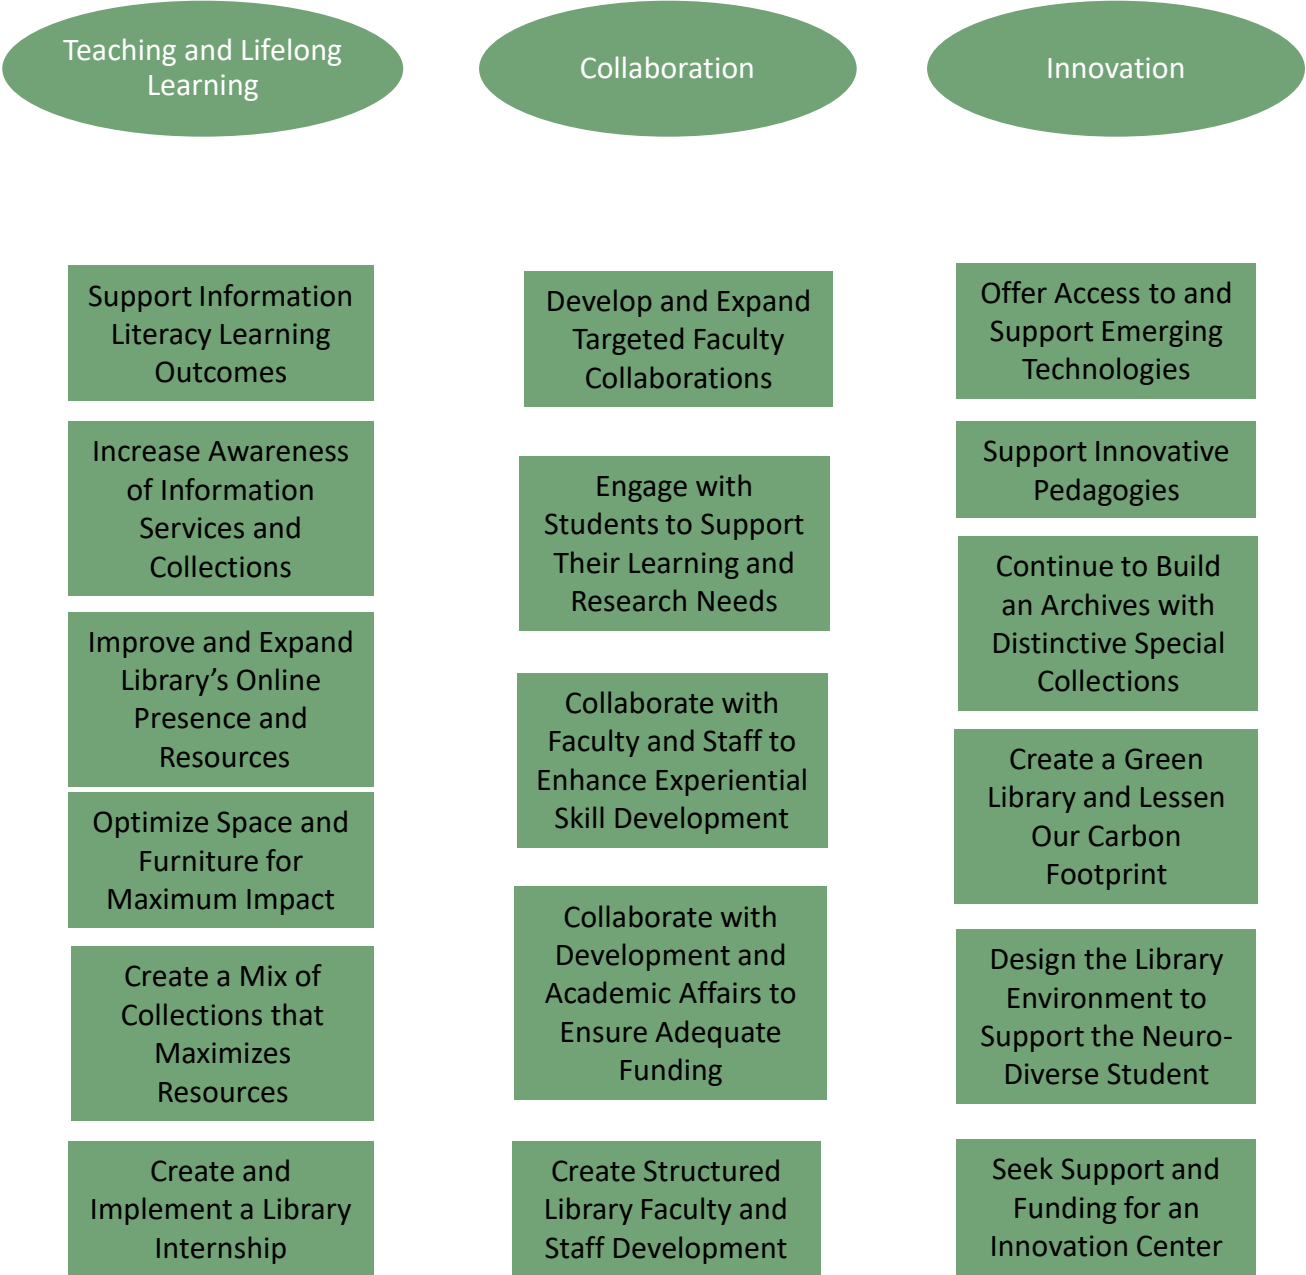 Teaching and Lifelong
Learning
Collaboration
Innovation
Support Information
Literacy Learning
Outcomes
Increase Awareness
of Information
Services and
Collections
Improve and Expand
Library’s Online
Presence and
Resources
Optimize Space and
Furniture for
Maximum Impact
Create a Mix of
Collections that
Maximizes
Resources
Create and
Implement a Library
Internship
Develop and Expand
Targeted Faculty
Collaborations
Engage with
Students to Support
Their Learning and
Research Needs
Collaborate with
Faculty and Staff to
Enhance Experiential
Skill Development
Collaborate with
Development and
Academic Affairs to
Ensure Adequate
Funding
Create Structured
Library Faculty and
Staff Development
Offer Access to and
Support Emerging
Technologies
Support Innovative
Pedagogies
Continue to Build
an Archives with
Distinctive Special
Collections
Create a Green
Library and Lessen
Our Carbon
Footprint
Design the Library
Environment to
Support the Neuro-
Diverse Student
Seek Support and
Funding for an
Innovation Center